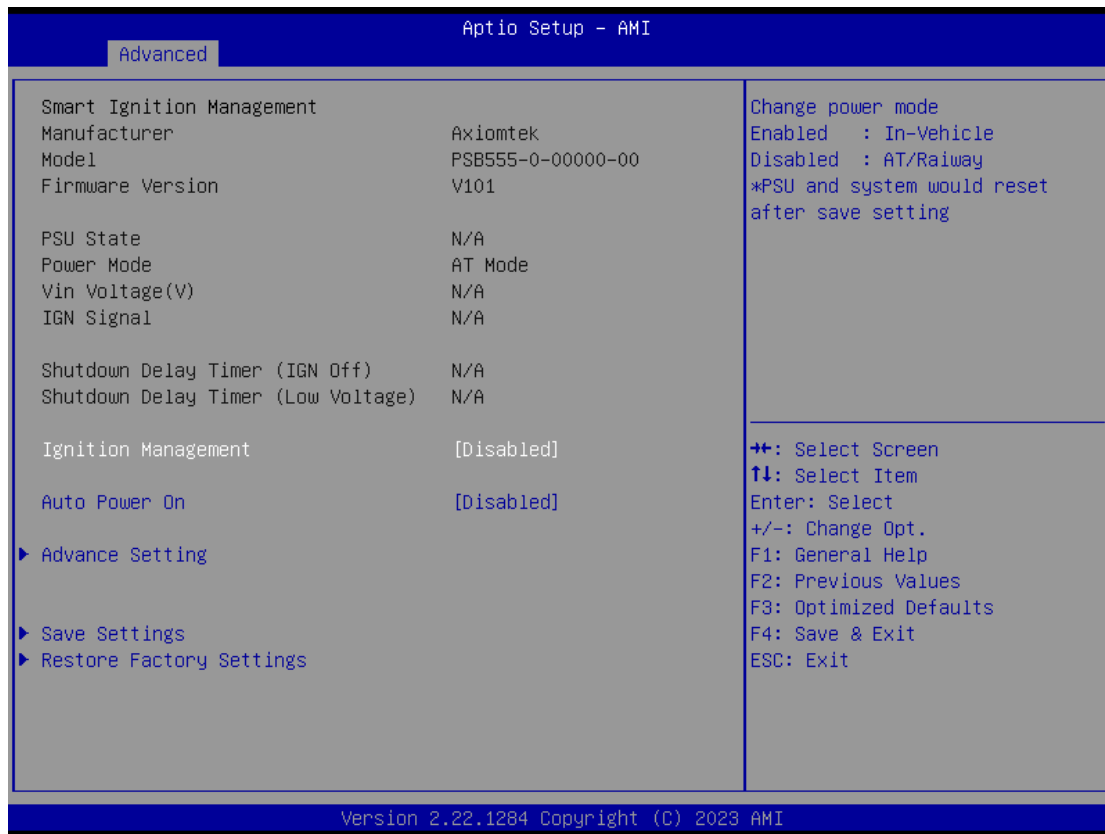 Aptio Setup – AMI
Advanced
Smart Ignition Management
Manufacturer Axiomtek
Model PSB555-0-00000-00
Firmware Version V101
PSU State N/A
Power Mode AT Mode
Vin Voltage(V) N/A
IGN Signal N/A
Shutdown Delay Timer (IGN Off) N/A
Shutdown Delay Timer (Low Voltage) N/A
Ignition Management [Disabled]
Auto Power On [Disabled]
▶ Advance Setting
▶ Save Settings
▶ Restore Factory Settings
Change power mode
Enabled : In-Vehicle
Disabled : AT/Raiway
*PSU and system would reset
after save setting
→←: Select Screen
↑↓: Select Item
Enter: Select
+/-: Change Opt.
F1: General Help
F2: Previous Values
F3: Optimized Defaults
F4: Save & Exit
ESC: Exit
Version 2.22.1284 Copyright (C) 2023 AMI